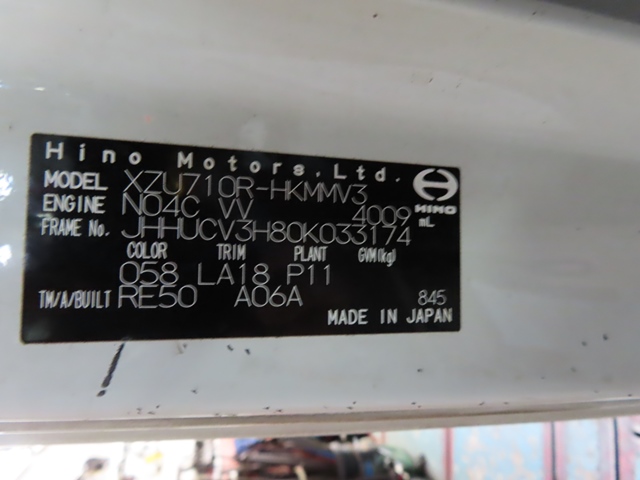 Hino Motors, Ltd.
MODEL XZU710R-HKMMV3
ENGINE N04C VV 4009 mL
HINO
FRAME No. JHHUCV3H80K033174
COLOR TRIM PLANT GVM(kg)
058 LA18 P11
TM/A/BUILT RE50 A06A 845
MADE IN JAPAN